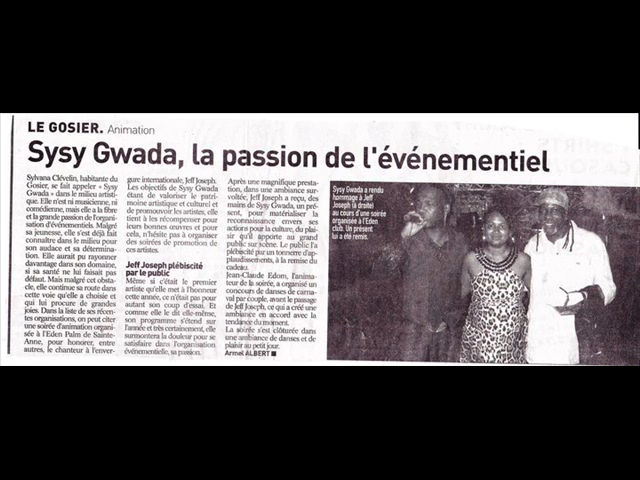 LE GOSIER. Animation
Sysy Gwada, la passion de l'événementiel
Sylvana Clévelin, habitante du
Gosier, se fait appeler « Sysy
Gwada » dans le milieu artisti-
que. Elle n'est ni musicienne, ni
comédienne, mais elle a la fibre
et la grande passion de l'organi-
sation d'événementiels. Malgré
sa jeunesse, elle s'est déjà fait
connaître dans le milieu pour
son audace et sa détermina-
tion. Elle aurait pu rayonner
davantage dans son domaine,
si sa santé ne lui faisait pas
défaut. Mais malgré cet obsta-
cle, elle continue sa route dans
cette voie qu'elle a choisie et
qui lui procure de grandes
joies. Dans la liste de ses récen-
tes organisations, on peut citer
une soirée d'animation organi-
sée à l'Eden Palm de Sainte-
Anne, pour honorer, entre
autres, le chanteur à l'enver-
gure internationale, Jeff Joseph.
Les objectifs de Sysy Gwada
étant de valoriser le patri-
moine artistique et culturel et
de promouvoir les artistes, elle
tient à les récompenser pour
leurs bonnes œuvres et pour
cela, n'hésite pas à organiser
des soirées de promotion de
ces artistes.
Jeff Joseph plébiscité
par le public
Même si c'était le premier
artiste qu'elle met à l'honneur
cette année, ce n'était pas pour
autant son coup d'essai. Et
comme elle le dit elle-même,
son programme s'étend sur
l'année et très certainement, elle
surmontera la douleur pour se
satisfaire dans l'organisation
événementielle, sa passion.
Après une magnifique presta-
tion, dans une ambiance sur-
voltée, Jeff Joseph a reçu, des
mains de Sysy Gwada, un pré-
sent, pour matérialiser la
reconnaissance envers ses
actions pour la culture, du plai-
sir qu'il apporte au grand
public sur scène. Le public l'a
plébiscité par un tonnerre d'ap-
plaudissements, à la remise du
cadeau.
Jean-Claude Edom, l'anima-
teur de la soirée, a organisé un
concours de danses de carna-
val par couple, avant le passage
de Jeff Joseph, ce qui a créé une
ambiance en accord avec la
tendance du moment.
La soirée s'est clôturée dans
une ambiance de danses et de
plaisir au petit jour.
Armel ALBERT
Sysy Gwada a rendu
hommage à Jeff
Joseph (à droite)
au cours d'une soirée
organisée à l'Eden
club. Un présent
lui a été remis.